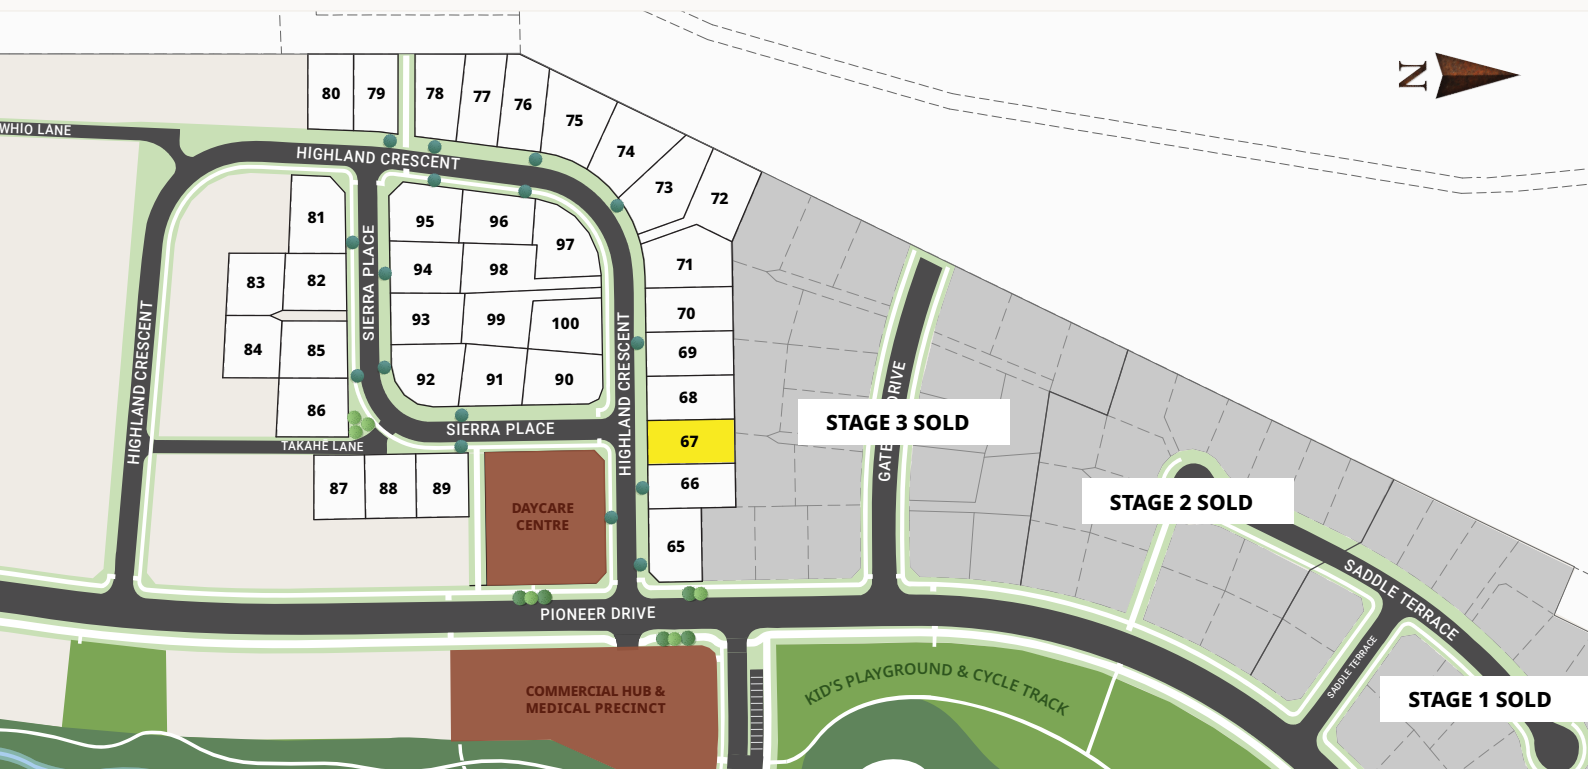 N
80
79
78
77
76
75
74
73
72
WHIO LANE
HIGHLAND CRESCENT
81
95
96
97
SIERRA PLACE
83
82
94
98
71
93
99
100
70
84
85
92
91
90
69
HIGHLAND CRESCENT
HIGHLAND CRESCENT
68
86
67
SIERRA PLACE
TAKAHE LANE
66
87
88
89
DAYCARE
CENTRE
65
GATE
DRIVE
STAGE 3 SOLD
STAGE 2 SOLD
SADDLE TERRACE
SADDLE TERRACE
STAGE 1 SOLD
PIONEER DRIVE
COMMERCIAL HUB &
MEDICAL PRECINCT
KID'S PLAYGROUND & CYCLE TRACK